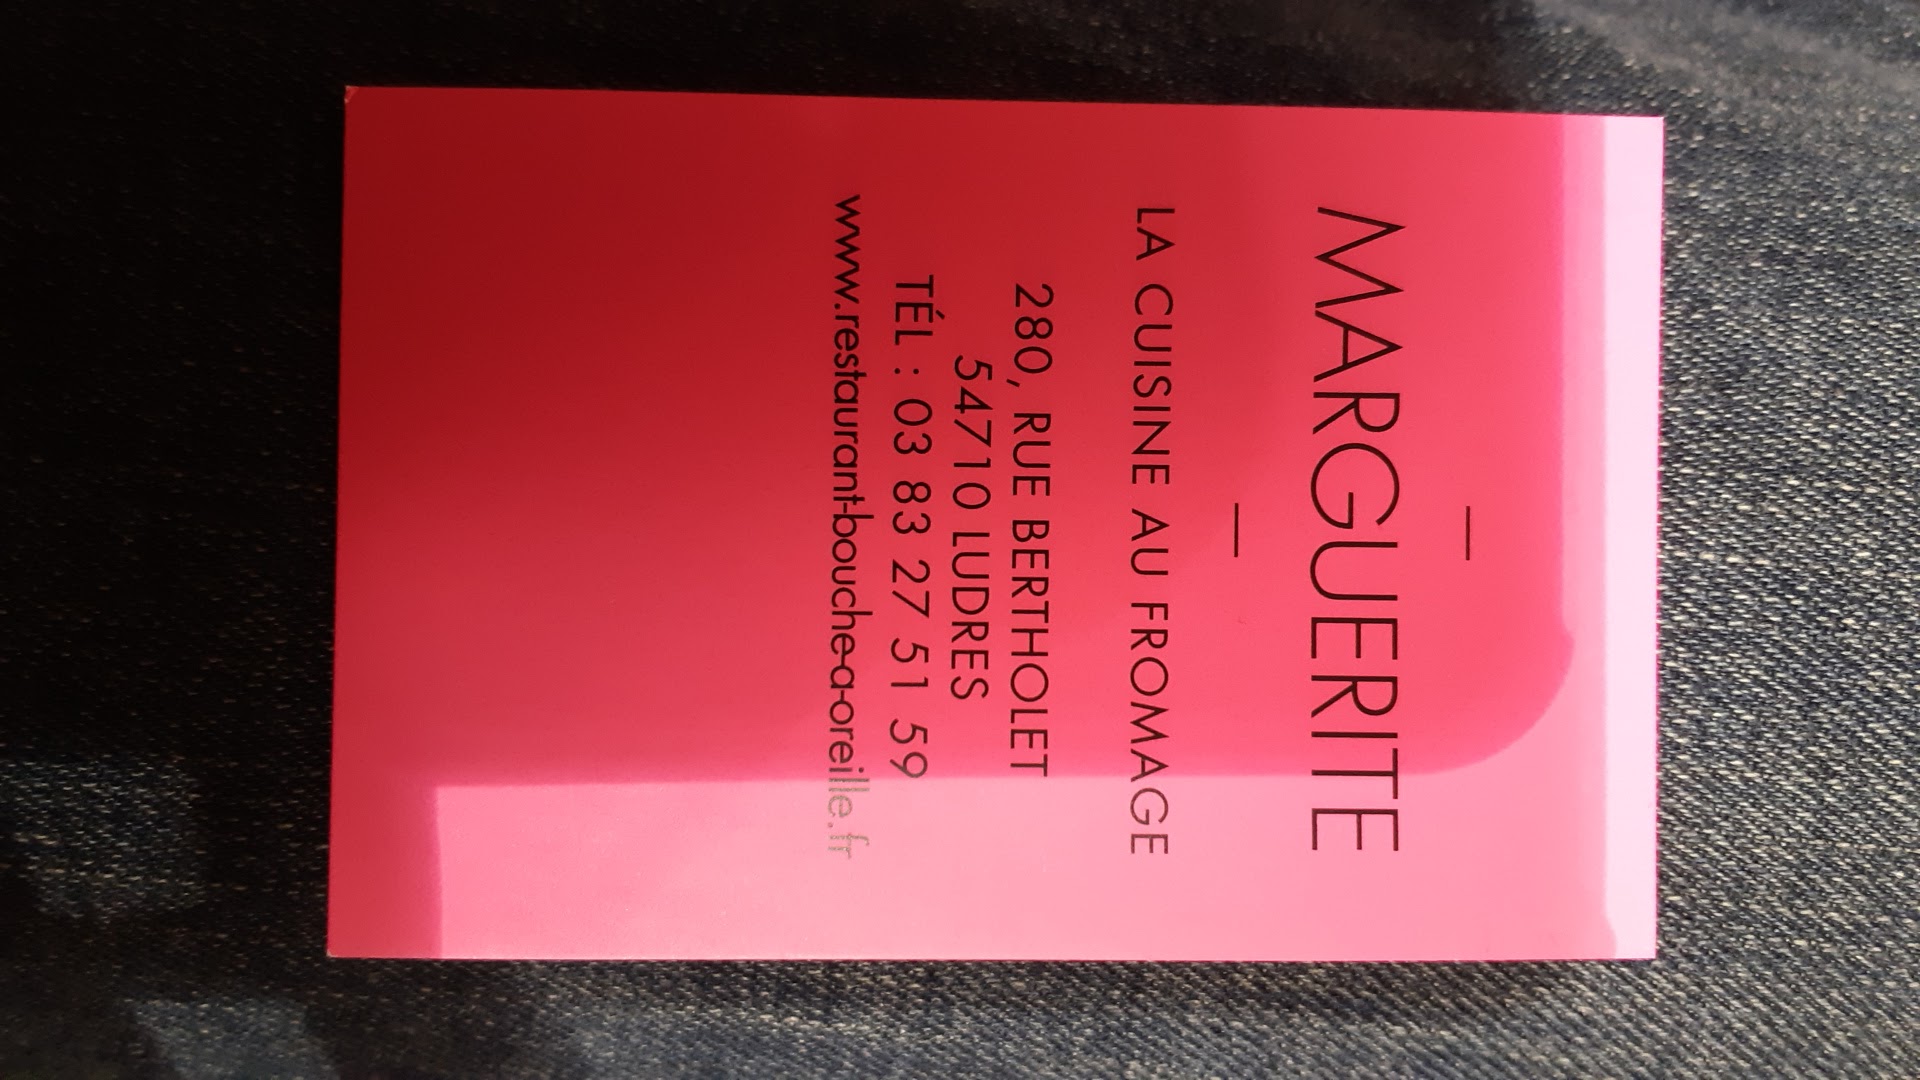 MARGUERITE
LA CUISINE AU FROMAGE
280, RUE BERTHOLET
54710 LUDRES
TÉL : 03 83 27 51 59
www.restaurant-bouche-a-oreille.fr